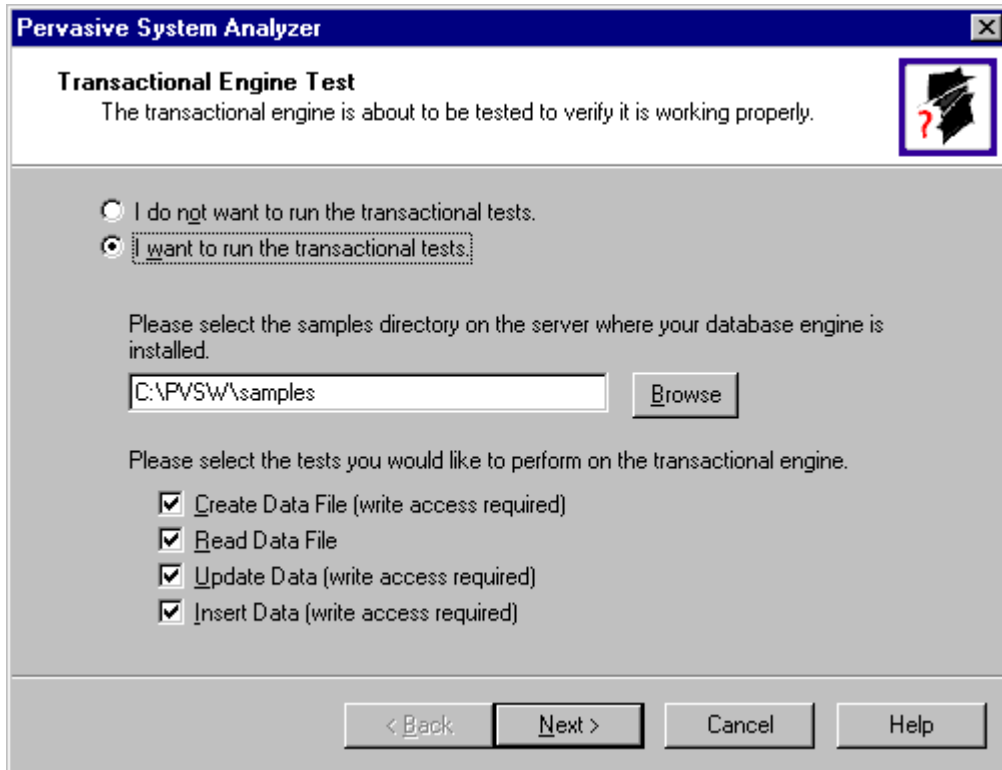 Pervasive System Analyzer
Transactional Engine Test
The transactional engine is about to be tested to verify it is working properly.
?
I do not want to run the transactional tests.
I want to run the transactional tests.
Please select the samples directory on the server where your database engine is
installed.
C:\PVSW\samples
Browse
Please select the tests you would like to perform on the transactional engine.
Create Data File (write access required)
Read Data File
Update Data (write access required)
Insert Data (write access required)
< Back
Next >
Cancel
Help